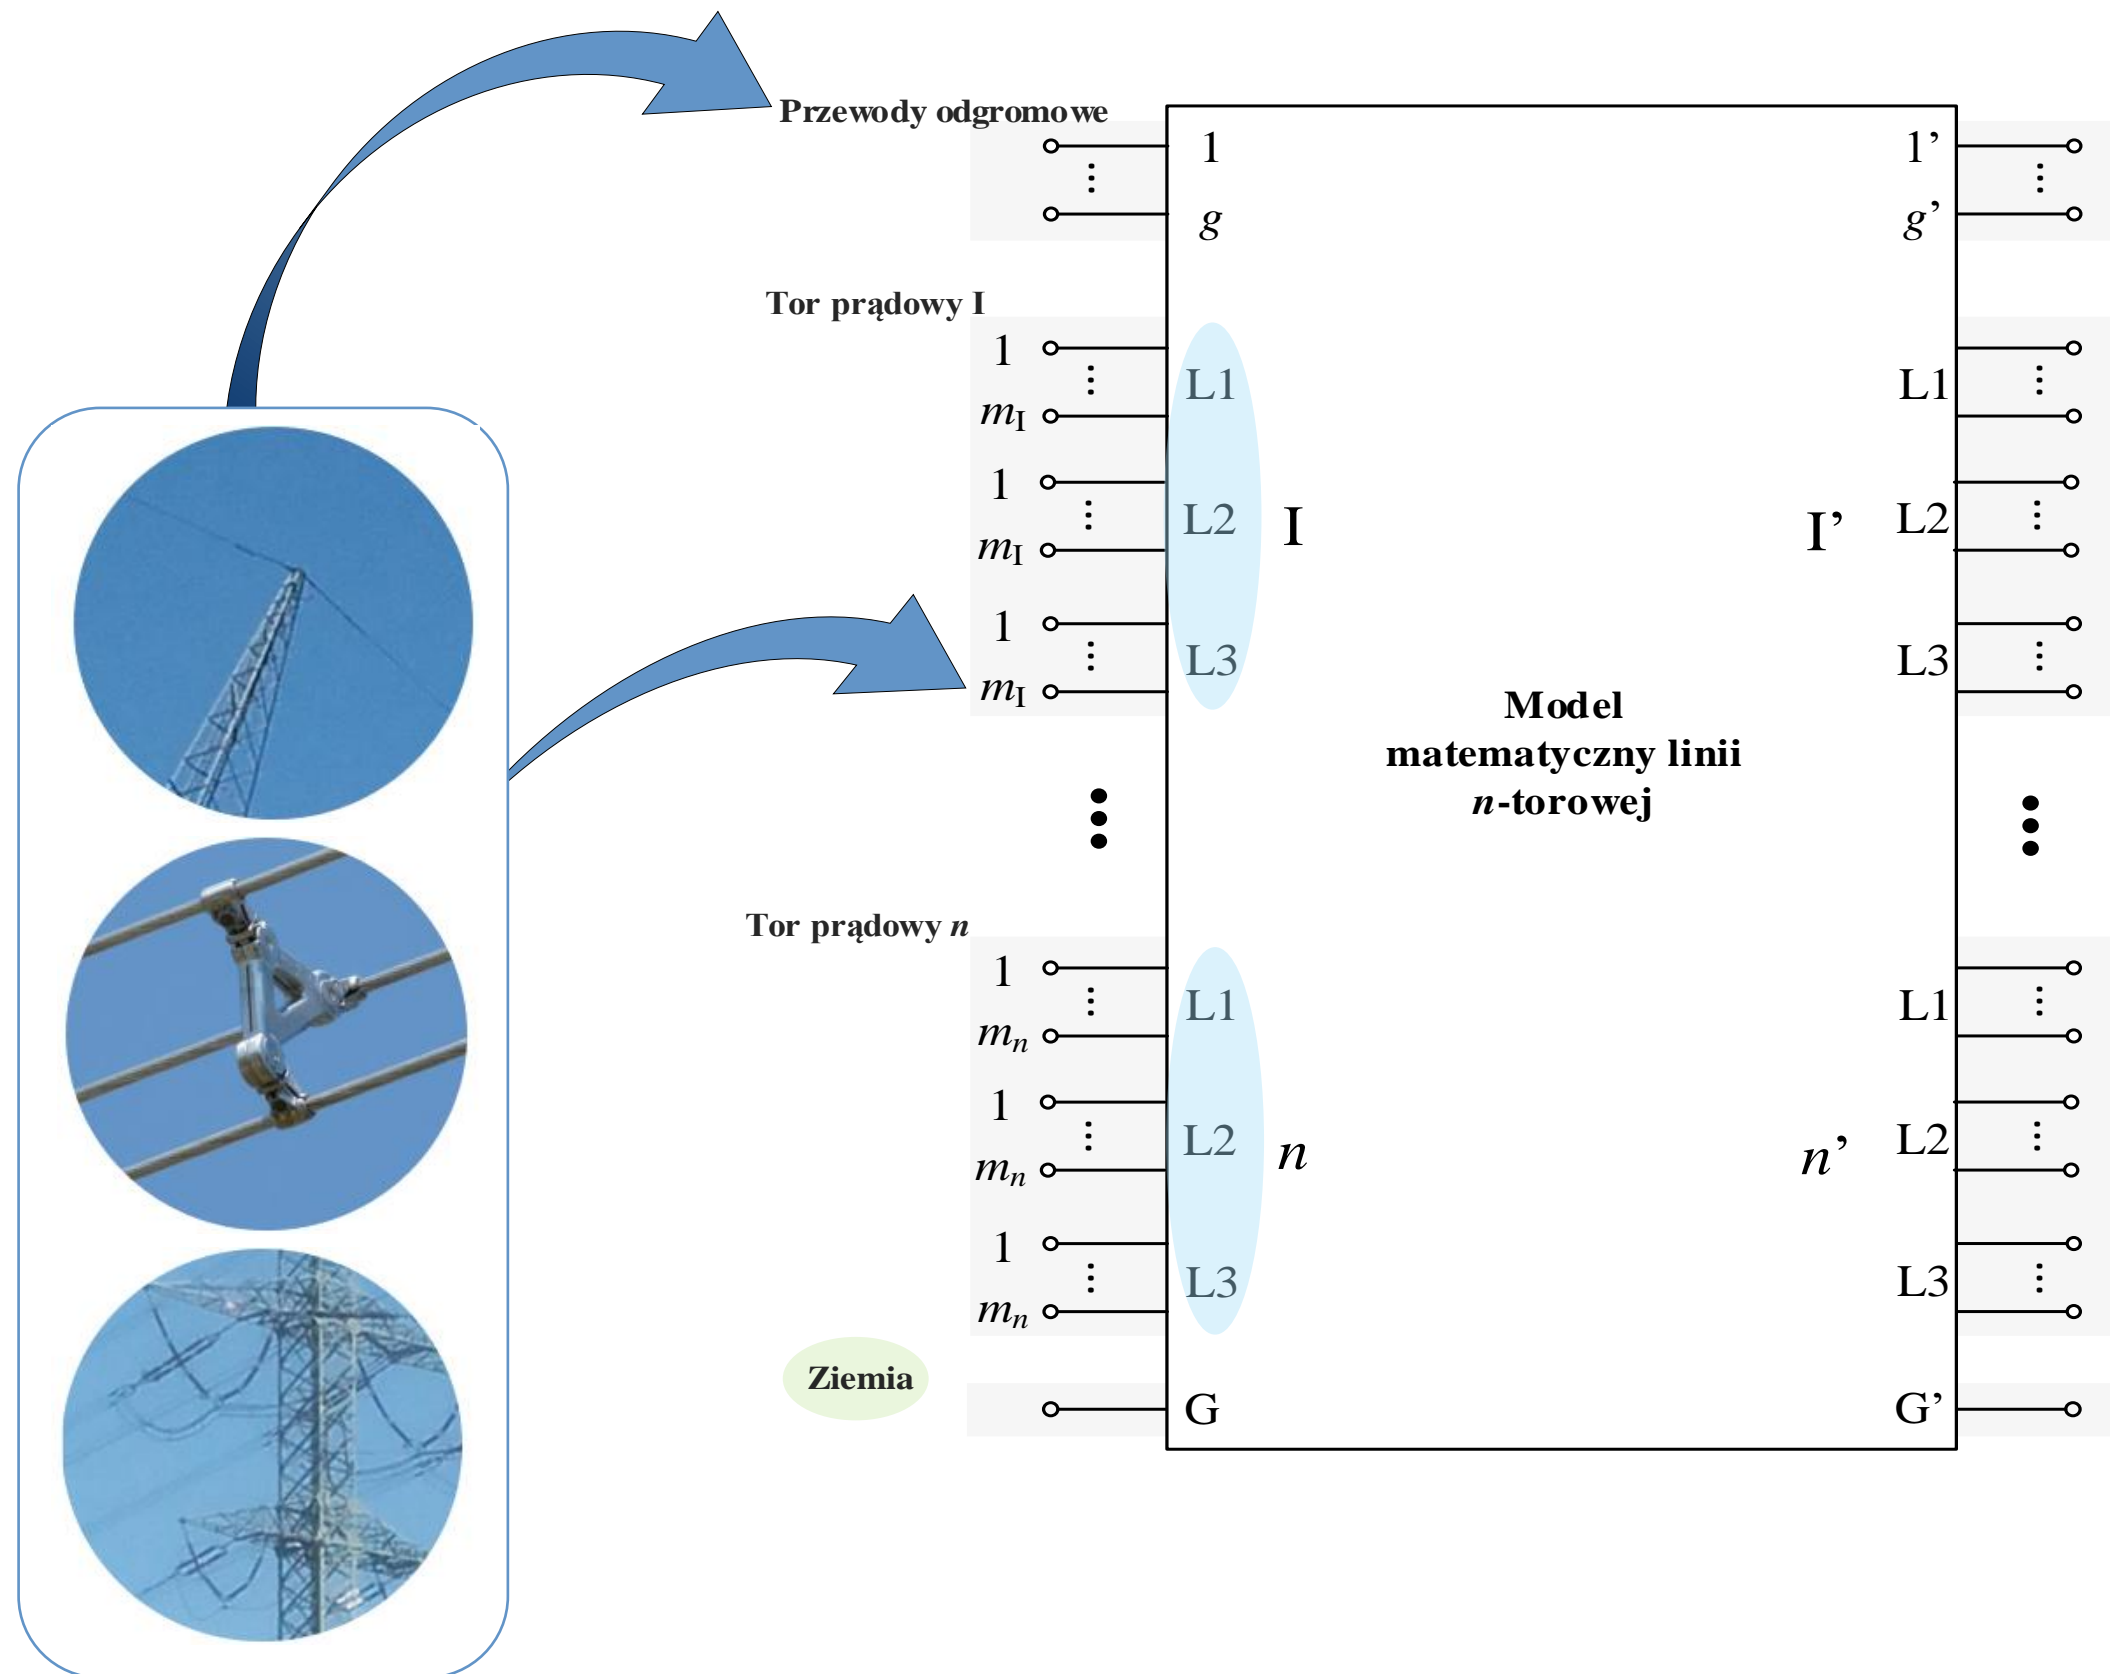 Przewody odgromowe
1 1’
g g’
Tor prądowy I
1
L1 L1
mI
1
L2 I I’ L2
mI
1
L3 L3
mI
Model
matematyczny linii
n-torowej
Tor prądowy n
1
L1 L1
mn
1
L2 n n’ L2
mn
1
L3 L3
mn
Ziemia
G G’